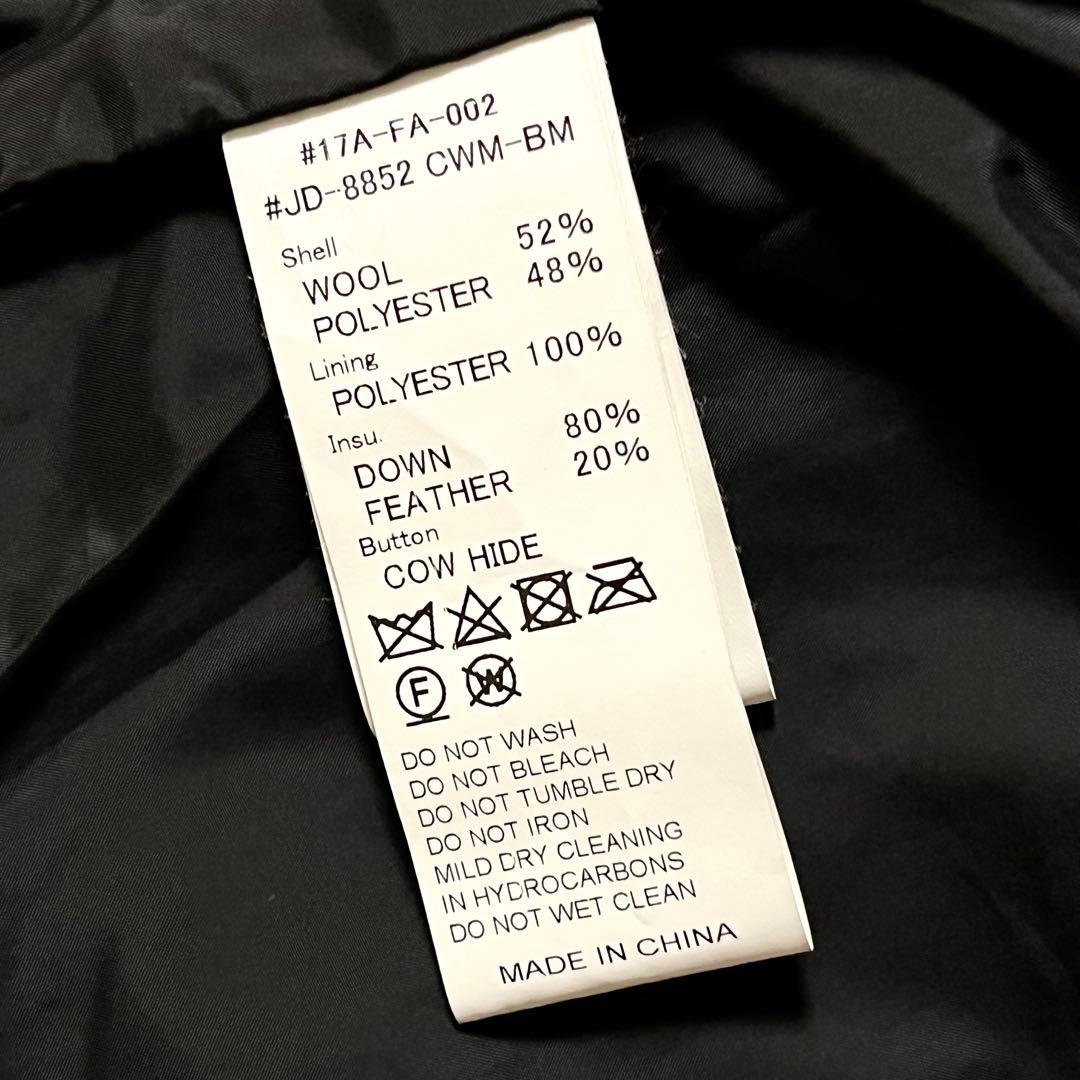 #17A-FA-002
#JD-8852 CWM-BM
Shell
WOOL 52%
POLYESTER 48%
Lining
POLYESTER 100%
Insu.
DOWN 80%
FEATHER 20%
Button
COW HIDE
F W
DO NOT WASH
DO NOT BLEACH
DO NOT TUMBLE DRY
DO NOT IRON
MILD DRY CLEANING
IN HYDROCARBONS
DO NOT WET CLEAN
MADE IN CHINA